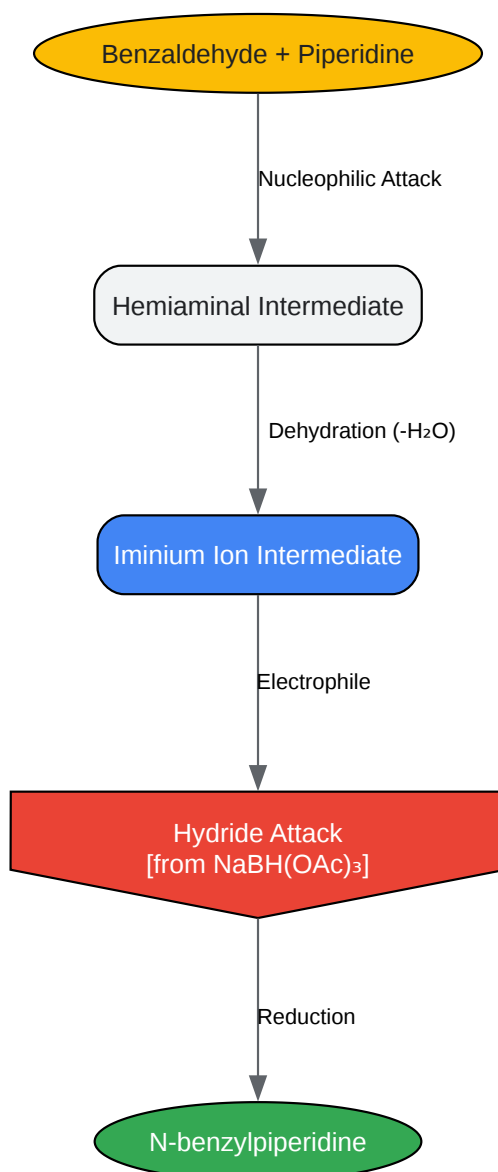 Benzaldehyde + Piperidine
Nucleophilic Attack
Hemiaminal Intermediate
Dehydration (-H₂O)
Iminium Ion Intermediate
Electrophile
Hydride Attack
[from NaBH(OAc)₃]
Reduction
N-benzylpiperidine